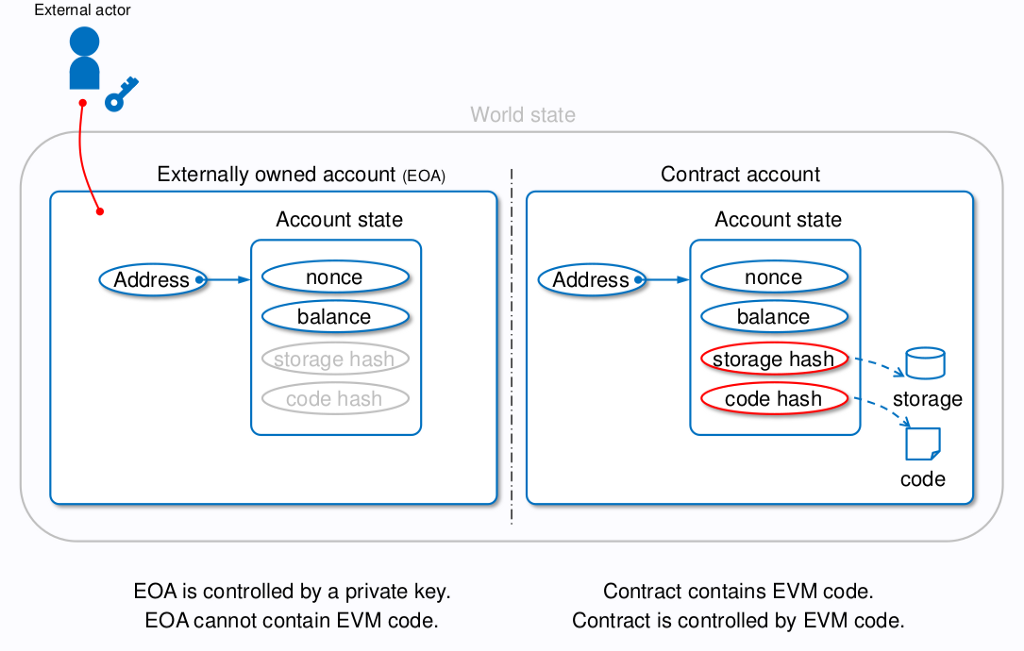 External actor
World state
Externally owned account (EOA)
Account state
Address
nonce
balance
storage hash
code hash
Contract account
Account state
Address
nonce
balance
storage hash
code hash
storage
code
EOA is controlled by a private key.
EOA cannot contain EVM code.
Contract contains EVM code.
Contract is controlled by EVM code.